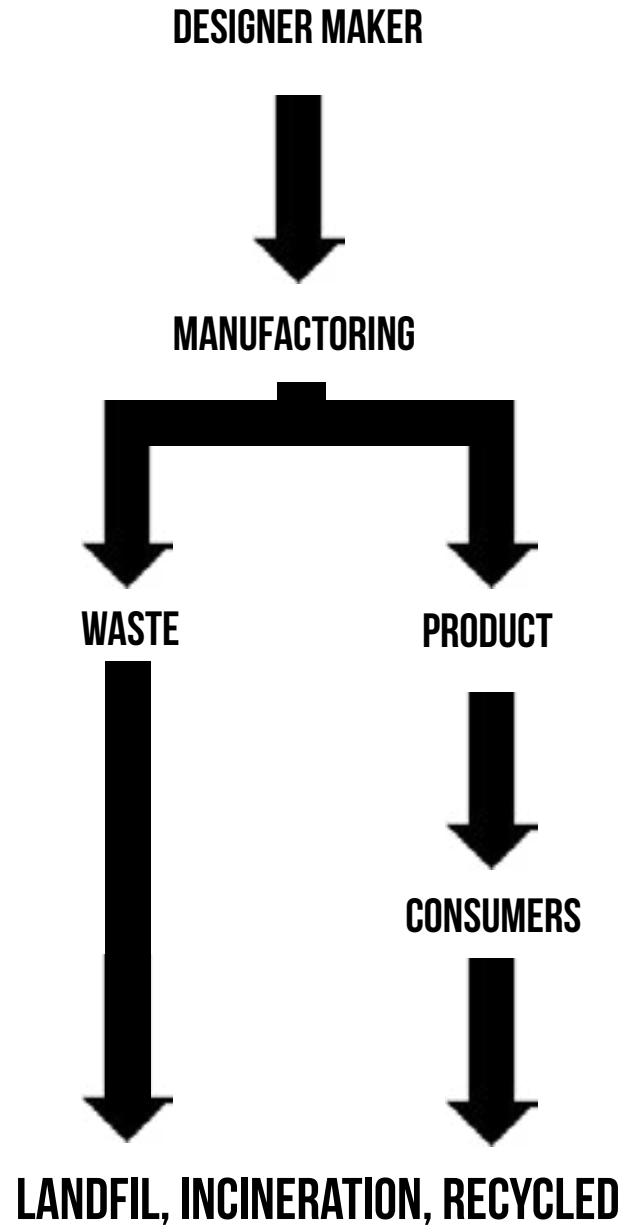 DESIGNER MAKER
MANUFACTORING
WASTE
PRODUCT
CONSUMERS
LANDFIL, INCINERATION, RECYCLED